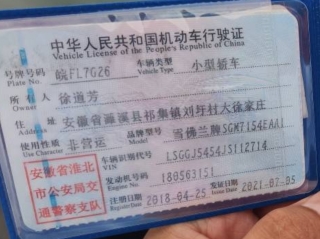 中华人民共和国机动车行驶证
Vehicle License of the People's Republic of China
号牌号码 皖FL7G26 车辆类型 小型轿车
Plate No. Vehicle Type
所有人 徐道芳
Owner
住址 安徽省濉溪县祁集镇刘圩村大徐家庄
Address
使用性质 非营运 品牌型号 雪佛兰牌SGM7154EAA1
Use Character Model
安徽省淮北
市公安局交
通警察支队
车辆识别代号 LSGGJ5454JS112714
VIN
发动机号码 180563151
Engine No.
注册日期 2018-04-25 发证日期 2021-07-05
Register Date Issue Date